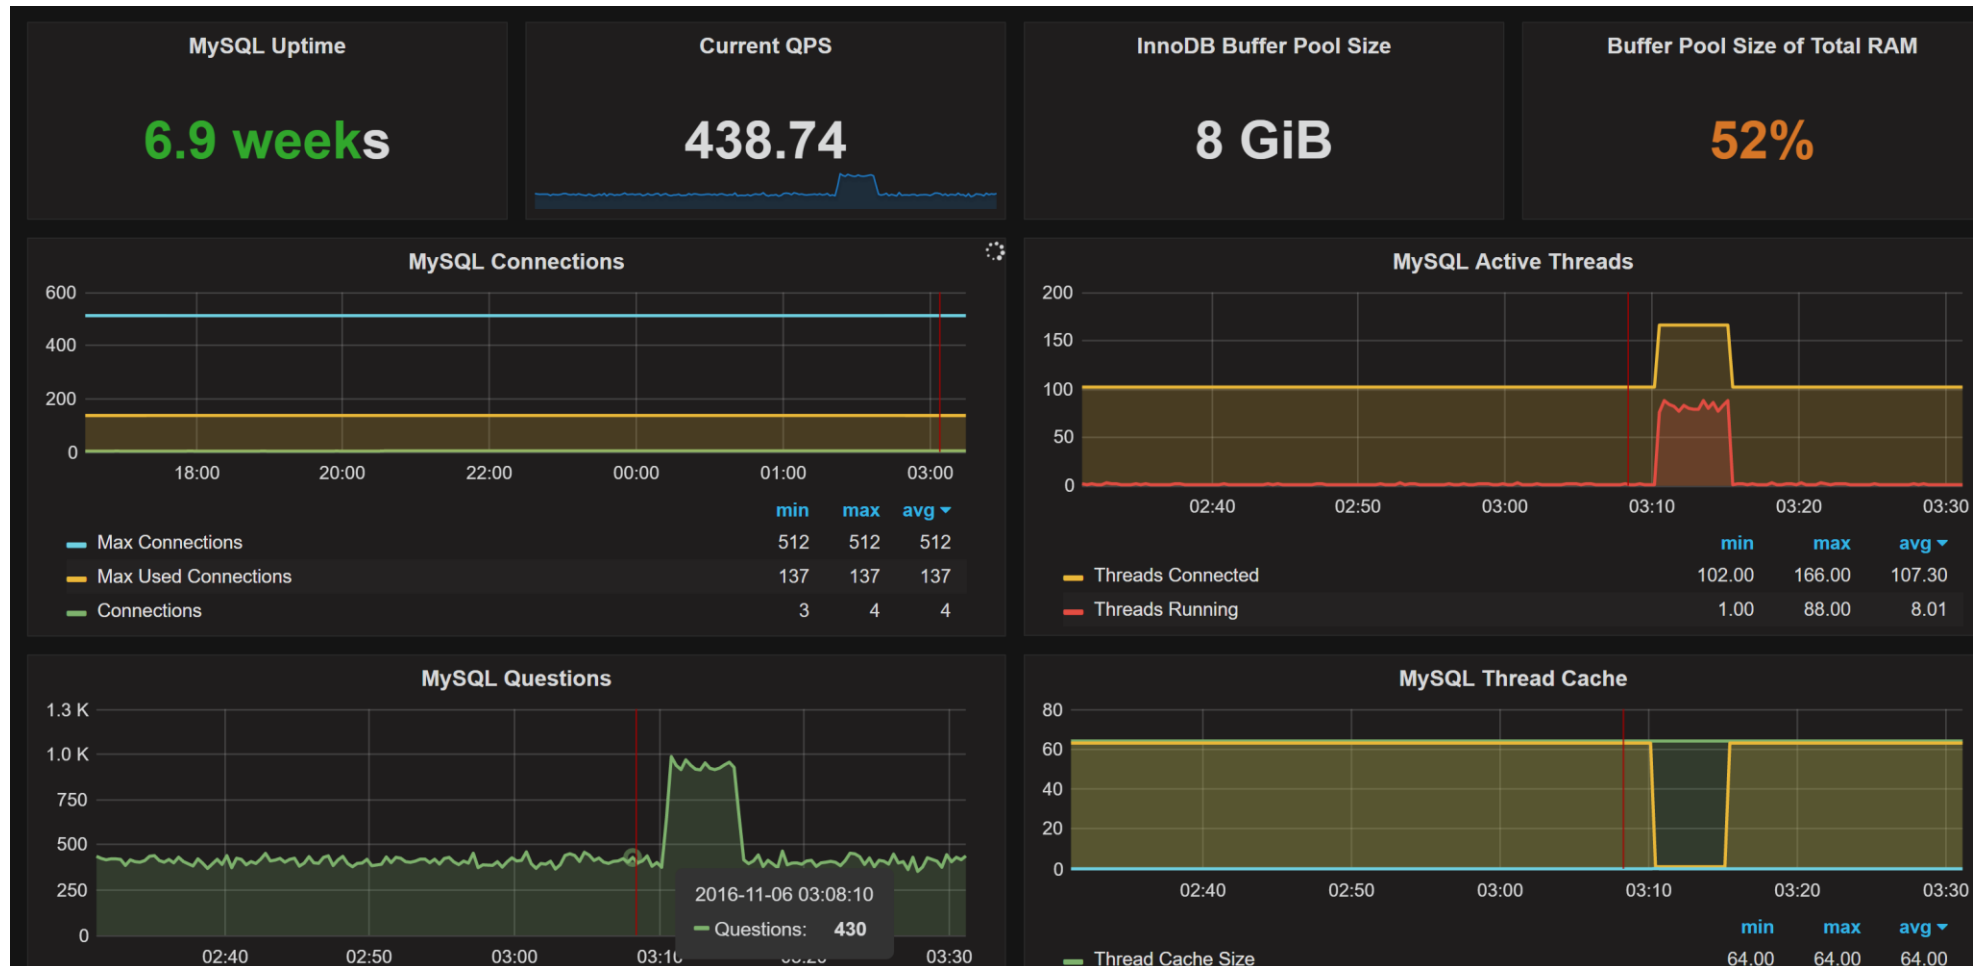 MySQL Uptime
6.9 weeks
Current QPS
438.74
InnoDB Buffer Pool Size
8 GiB
Buffer Pool Size of Total RAM
52%
MySQL Connections
600
400
200
0
18:00 20:00 22:00 00:00 01:00 03:00
min max avg
Max Connections 512 512 512
Max Used Connections 137 137 137
Connections 3 4 4
MySQL Active Threads
200
150
100
50
0
02:40 02:50 03:00 03:10 03:20 03:30
min max avg
Threads Connected 102.00 166.00 107.30
Threads Running 1.00 88.00 8.01
MySQL Questions
1.3 K
1.0 K
750
500
250
0
2016-11-06 03:08:10
Questions: 430
02:40 02:50 03:00 03:10 03:20 03:30
MySQL Thread Cache
80
60
40
20
0
02:40 02:50 03:00 03:10 03:20 03:30
min max avg
Thread Cache Size 64.00 64.00 64.00